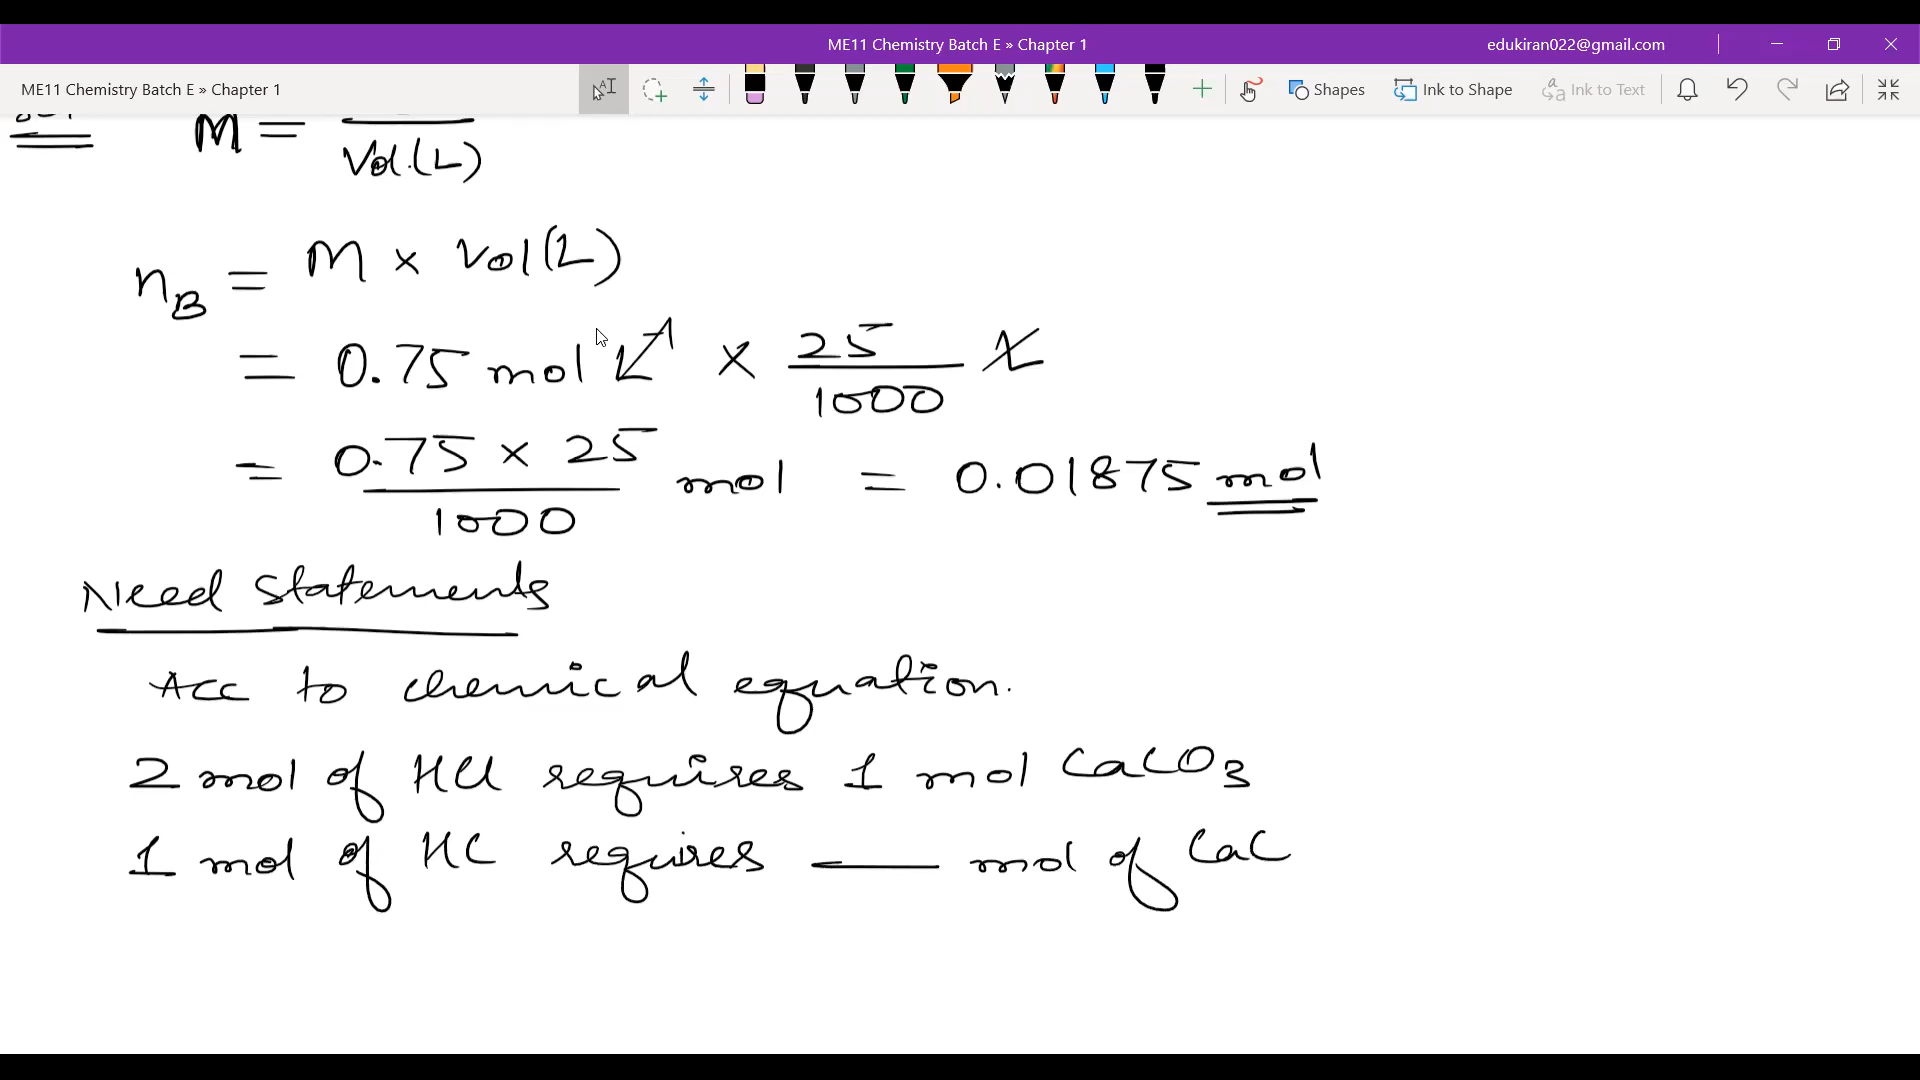 ME11 Chemistry Batch E » Chapter 1
edukiran022@gmail.com
ME11 Chemistry Batch E » Chapter 1
Shapes
Ink to Shape
Ink to Text
M =
Vol.(L)
nB = M × Vol(L)
= 0.75 mol L-1 × 25/1000 L
= 0.75 × 25/1000 mol = 0.01875 mol
Need Statements
Acc to chemical equation.
2 mol of HCl requires 1 mol CaCO3
1 mol of HC requires — mol of CaC